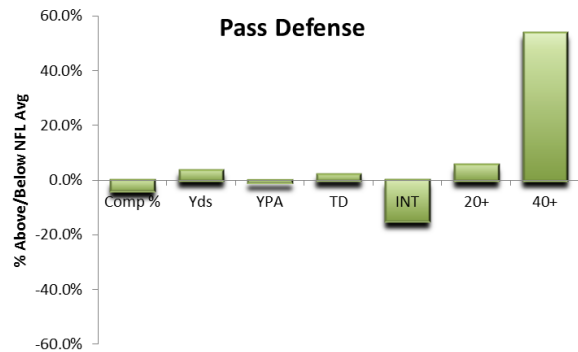 Pass Defense
% Above/Below NFL Avg
60.0%
40.0%
20.0%
0.0%
-20.0%
-40.0%
-60.0%
Comp % Yds YPA TD INT 20+ 40+